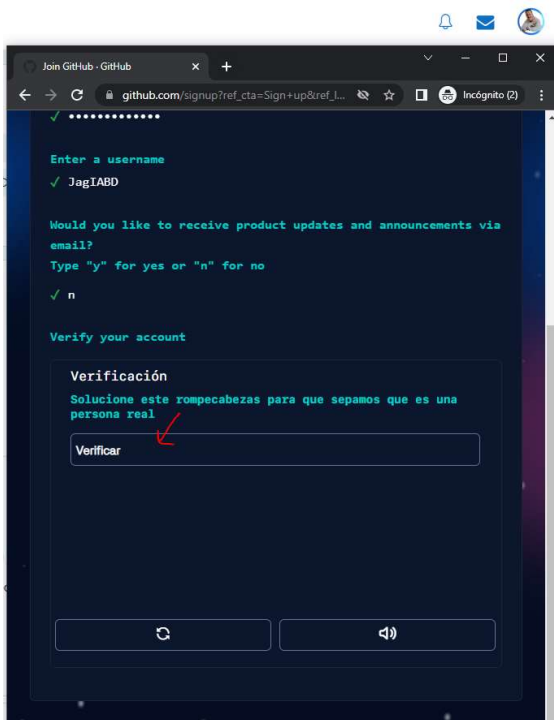 Join GitHub · GitHub
github.com/signup?ref_cta=Sign+up&ref_l...
Incógnito (2)
Enter a username
JagIABD
Would you like to receive product updates and announcements via
email?
Type "y" for yes or "n" for no
n
Verify your account
Verificación
Solucione este rompecabezas para que sepamos que es una
persona real
Verificar